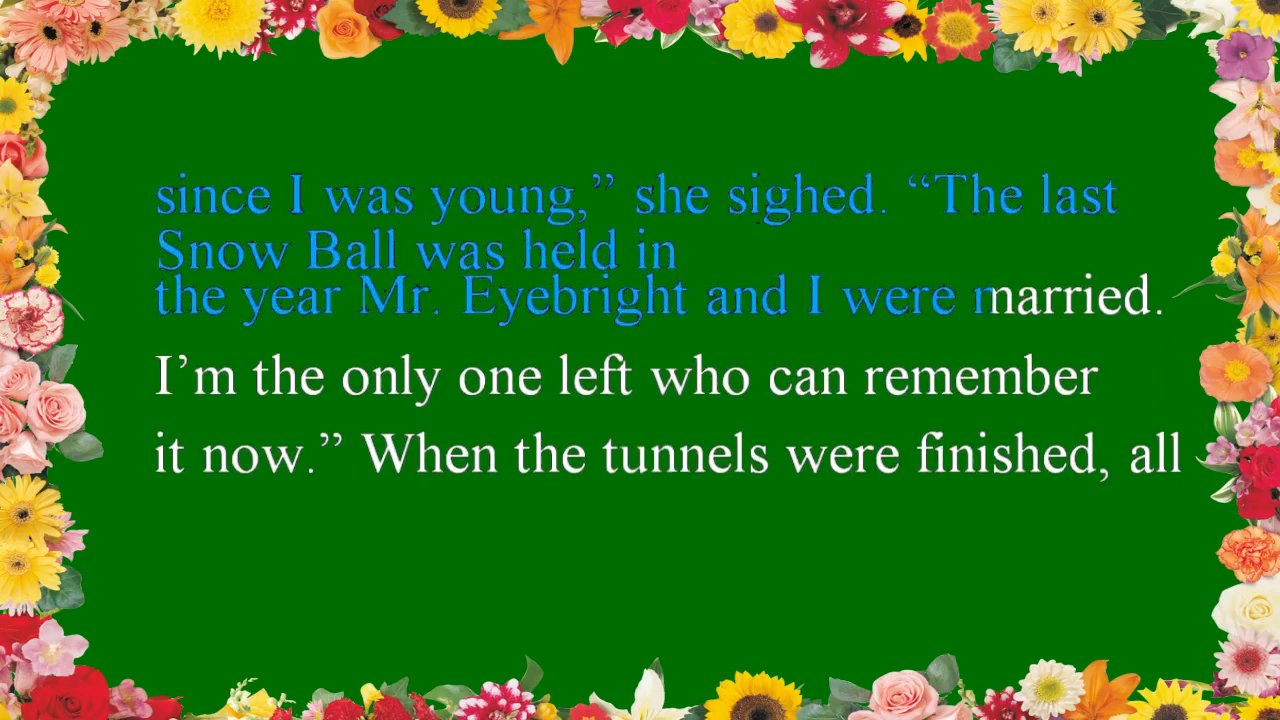 since I was young,” she sighed. “The last
Snow Ball was held in
the year Mr. Eyebright and I were married.
I’m the only one left who can remember
it now.” When the tunnels were finished, all